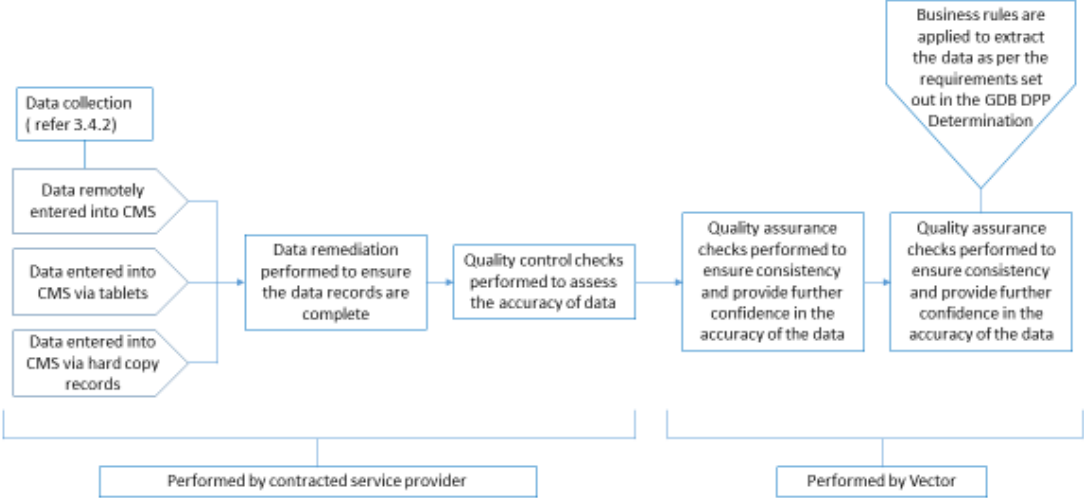 Data collection
( refer 3.4.2)
Data remotely
entered into CMS
Data entered into
CMS via tablets
Data entered into
CMS via hard copy
records
Data remediation
performed to ensure
the data records are
complete
Quality control checks
performed to assess
the accuracy of data
Quality assurance
checks performed to
ensure consistency
and provide further
confidence in the
accuracy of the data
Business rules are
applied to extract
the data as per the
requirements set
out in the GDB DPP
Determination
Quality assurance
checks performed to
ensure consistency
and provide further
confidence in the
accuracy of the data
Performed by contracted service provider
Performed by Vector